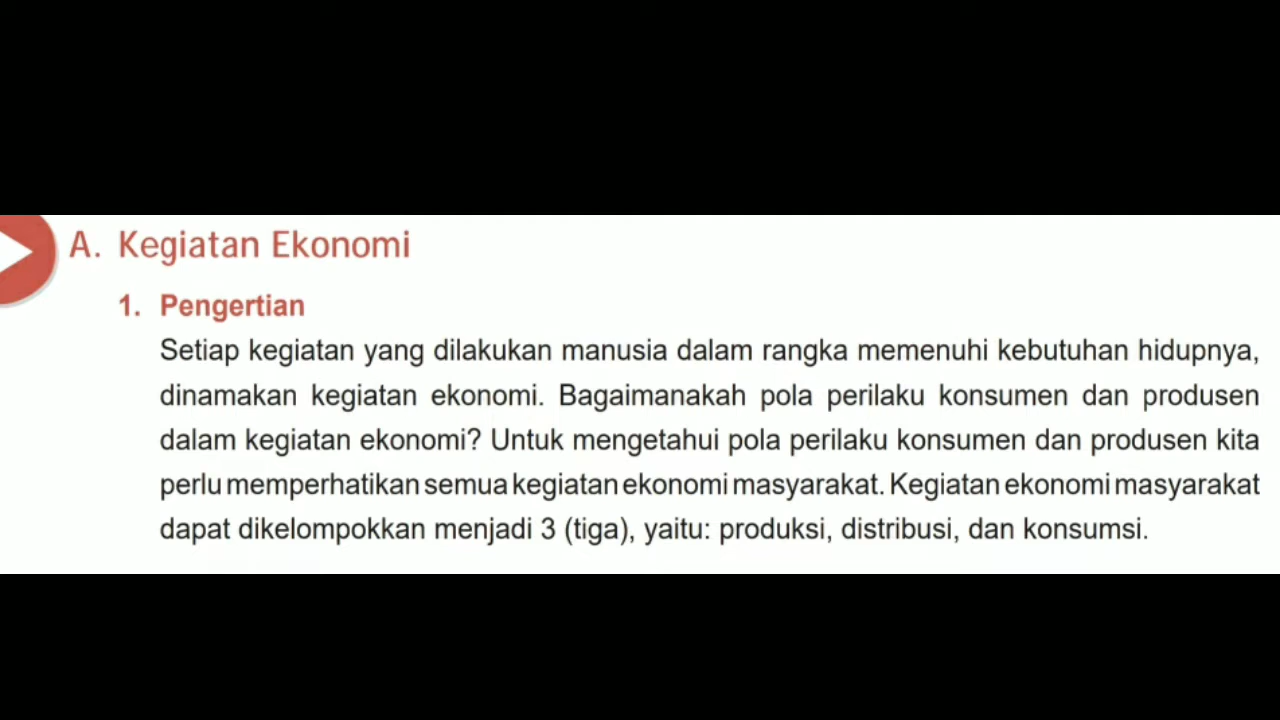 A. Kegiatan Ekonomi
1. Pengertian
Setiap kegiatan yang dilakukan manusia dalam rangka memenuhi kebutuhan hidupnya,
dinamakan kegiatan ekonomi. Bagaimanakah pola perilaku konsumen dan produsen
dalam kegiatan ekonomi? Untuk mengetahui pola perilaku konsumen dan produsen kita
perlu memperhatikan semua kegiatan ekonomi masyarakat. Kegiatan ekonomi masyarakat
dapat dikelompokkan menjadi 3 (tiga), yaitu: produksi, distribusi, dan konsumsi.